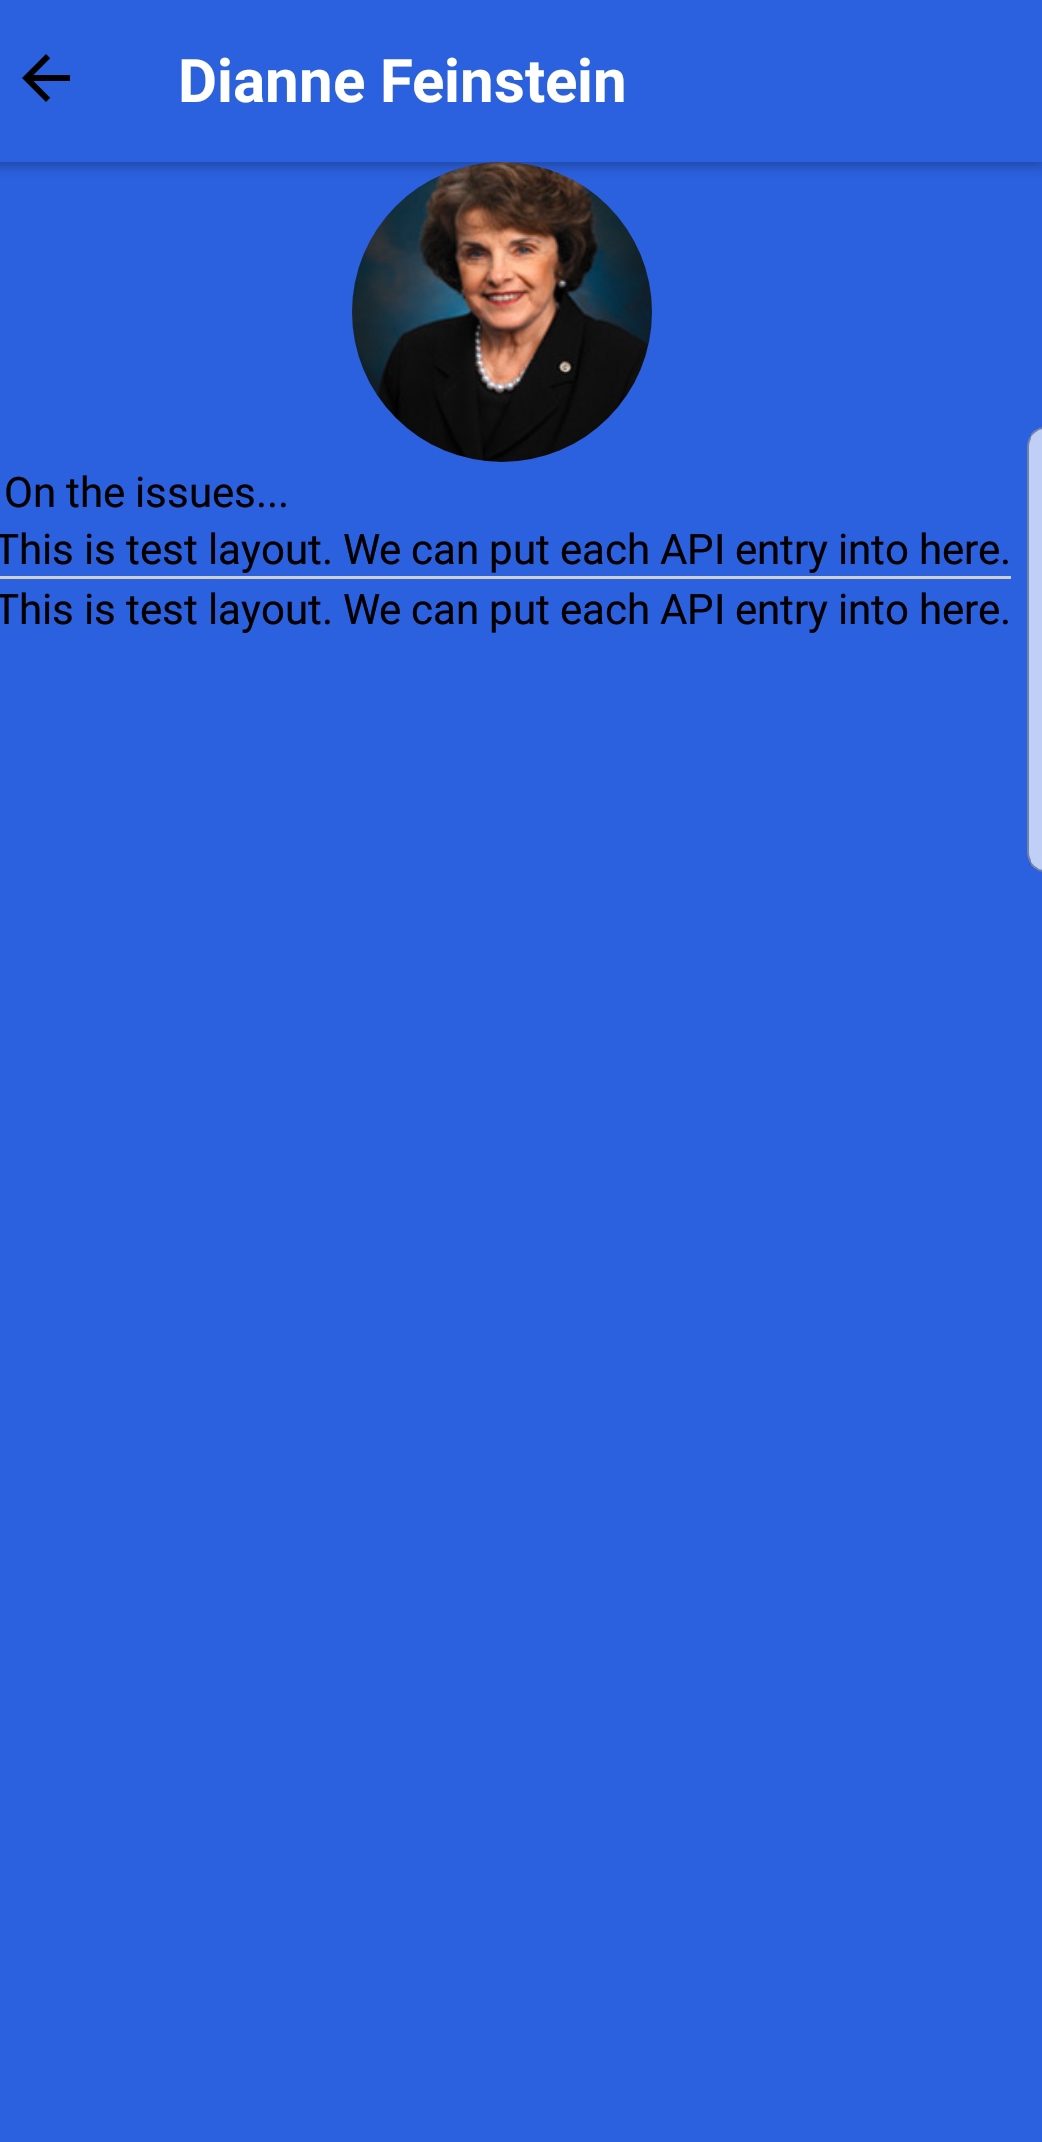 Dianne Feinstein
On the issues...
This is test layout. We can put each API entry into here.
This is test layout. We can put each API entry into here.